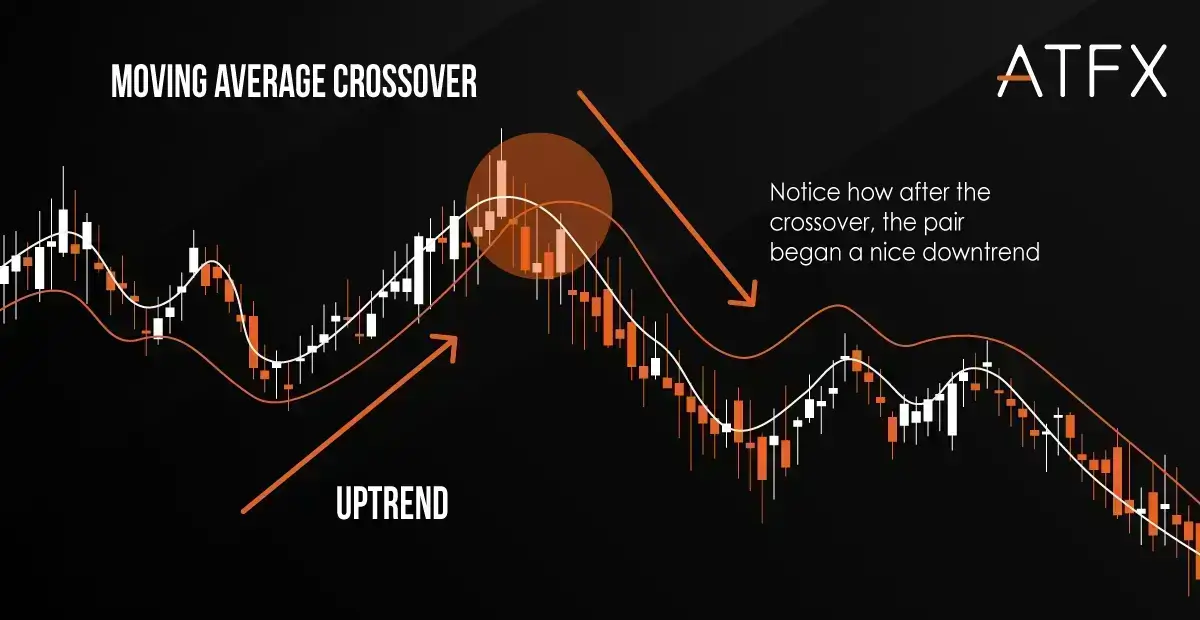 MOVING AVERAGE CROSSOVER
ATFX
Notice how after the
crossover, the pair
began a nice downtrend
UPTREND